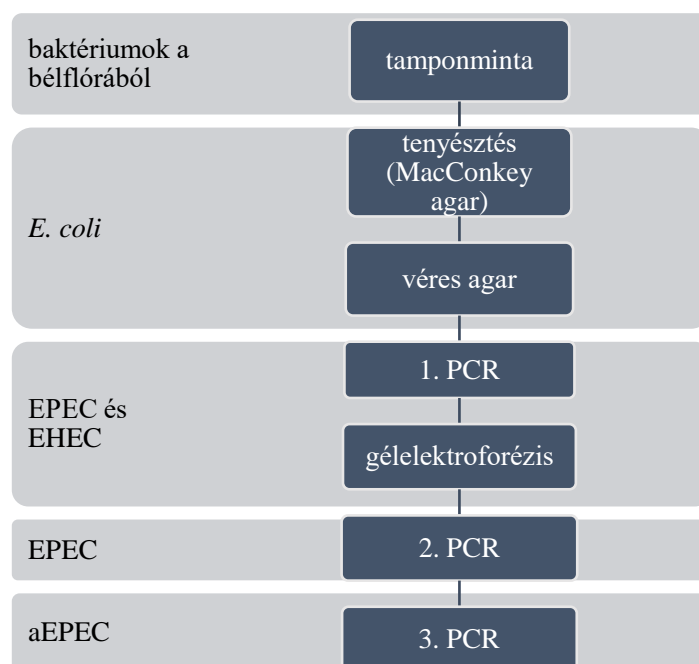 baktériumok a
bélflórából
tamponminta
E. coli
tenyésztés
(MacConkey
agar)
véres agar
EPEC és
EHEC
1. PCR
gélelektroforézis
EPEC
2. PCR
aEPEC
3. PCR